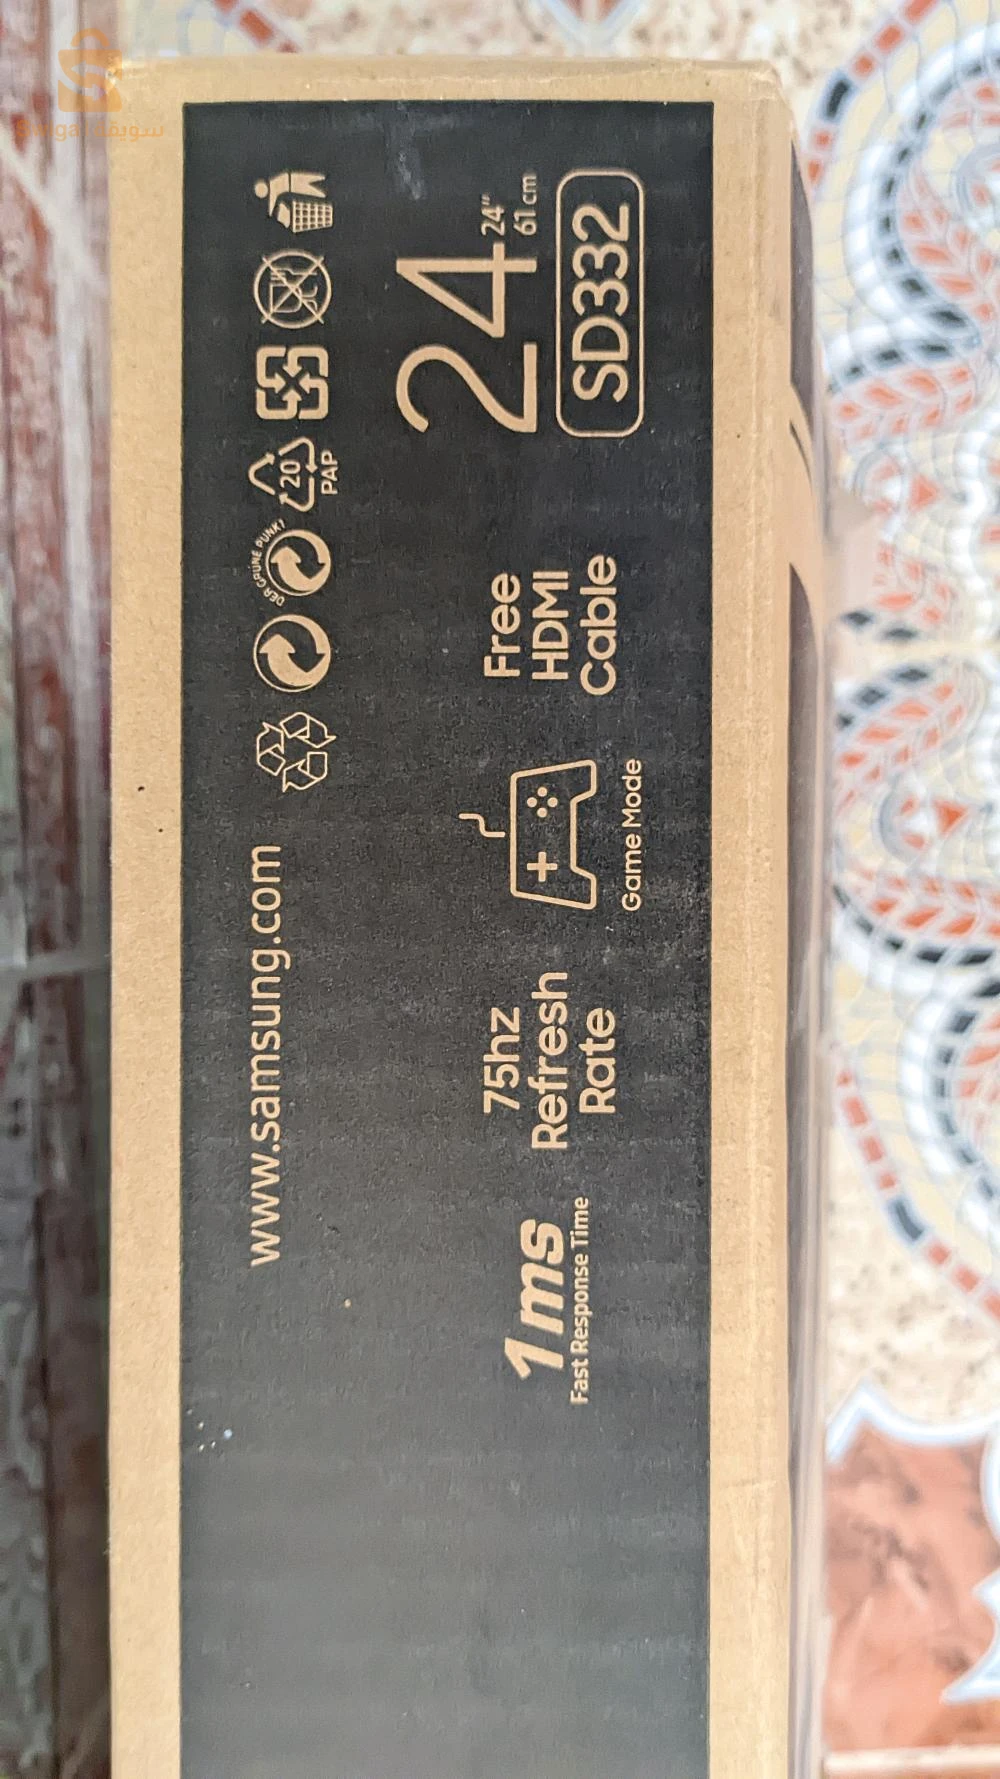 www.samsung.com
DER GRÜNE PUNKT
20
PAP
24
24"
61 cm
SD332
1ms
Fast Response Time
75hz
Refresh
Rate
Game Mode
Free
HDMI
Cable
سويقة